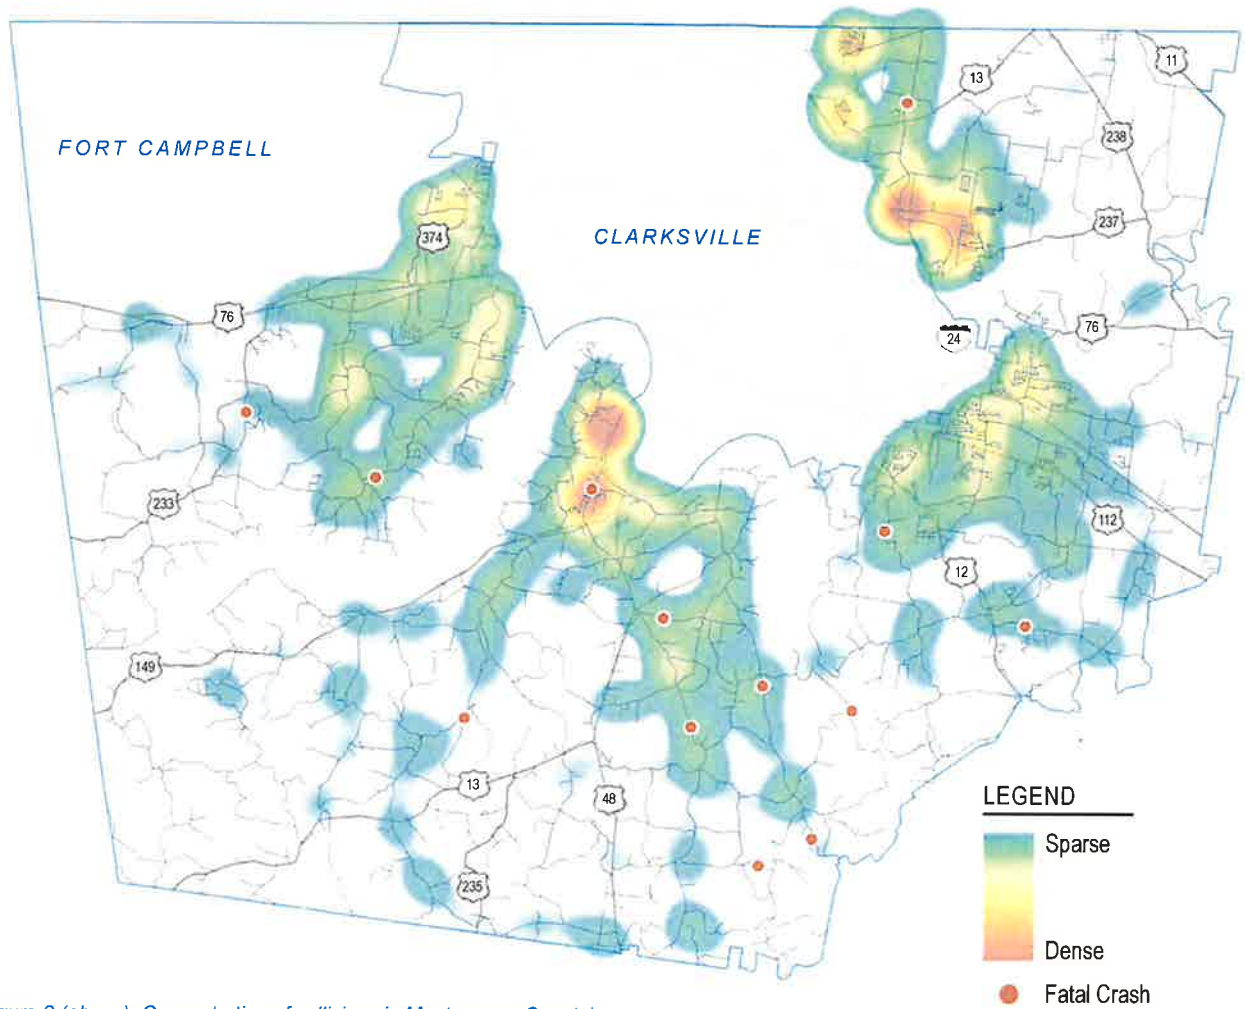 11
13
238
FORT CAMPBELL
237
374
CLARKSVILLE
76
76
24
233
112
12
149
13
48
235
LEGEND
Sparse
Dense
Fatal Crash